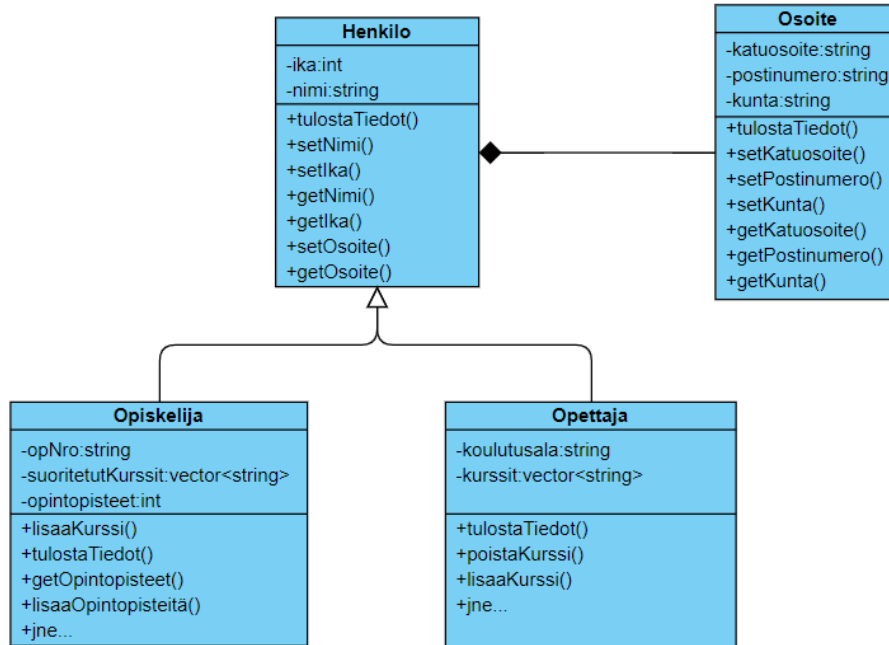 Henkilo
-ika:int
-nimi:string
+tulostaTiedot()
+setNimi()
+setIka()
+getNimi()
+getIka()
+setOsoite()
+getOsoite()
Osoite
-katuosoite:string
-postinumero:string
-kunta:string
+tulostaTiedot()
+setKatuosoite()
+setPostinumero()
+setKunta()
+getKatuosoite()
+getPostinumero()
+getKunta()
Opiskelija
-opNro:string
-suoritetutKurssit:vector<string>
-opintopisteet:int
+lisaaKurssi()
+tulostaTiedot()
+getOpintopisteet()
+lisaaOpintopisteitä()
+jne...
Opettaja
-koulutusala:string
-kurssit:vector<string>
+tulostaTiedot()
+poistaKurssi()
+lisaaKurssi()
+jne...